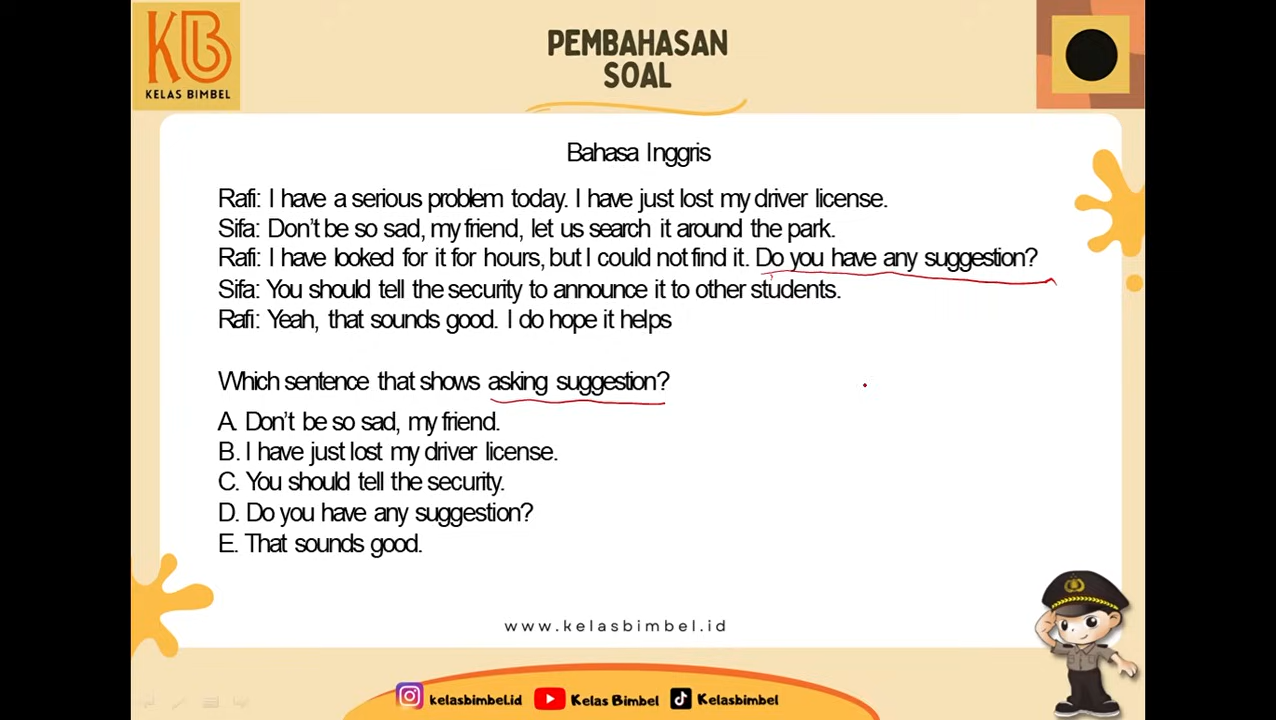 KB
KELAS BIMBEL
PEMBAHASAN
SOAL
Bahasa Inggris
Rafi: I have a serious problem today. I have just lost my driver license.
Sifa: Don't be so sad, my friend, let us search it around the park.
Rafi: I have looked for it for hours, but I could not find it. Do you have any suggestion?
Sifa: You should tell the security to announce it to other students.
Rafi: Yeah, that sounds good. I do hope it helps
Which sentence that shows asking suggestion?
A. Don't be so sad, my friend.
B. I have just lost my driver license.
C. You should tell the security.
D. Do you have any suggestion?
E. That sounds good.
www.kelasbimbel.id
kelasbimbel.id Kelas Bimbel Kelasbimbel